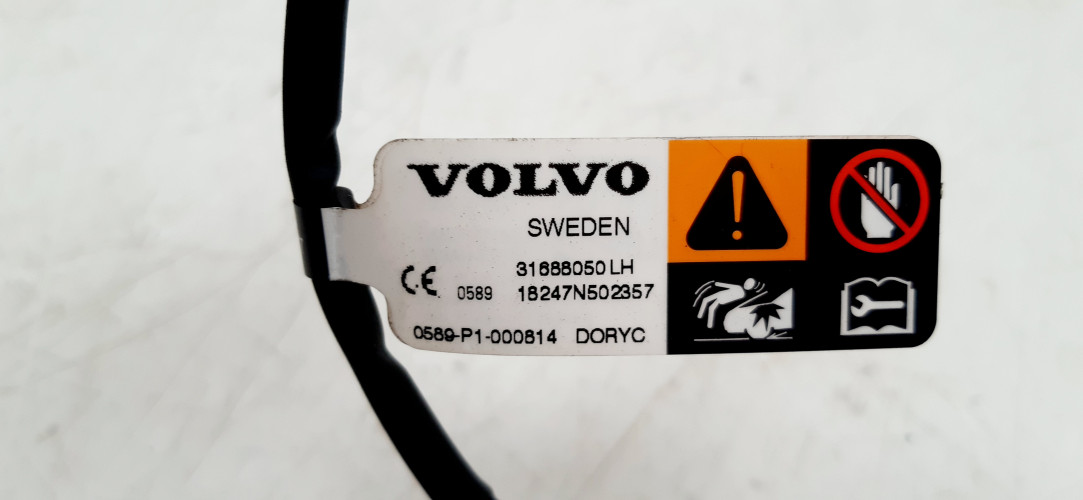 VOLVO
SWEDEN
31688050 LH
CE 0589 18247N502357
0589-P1-000814 DORYC